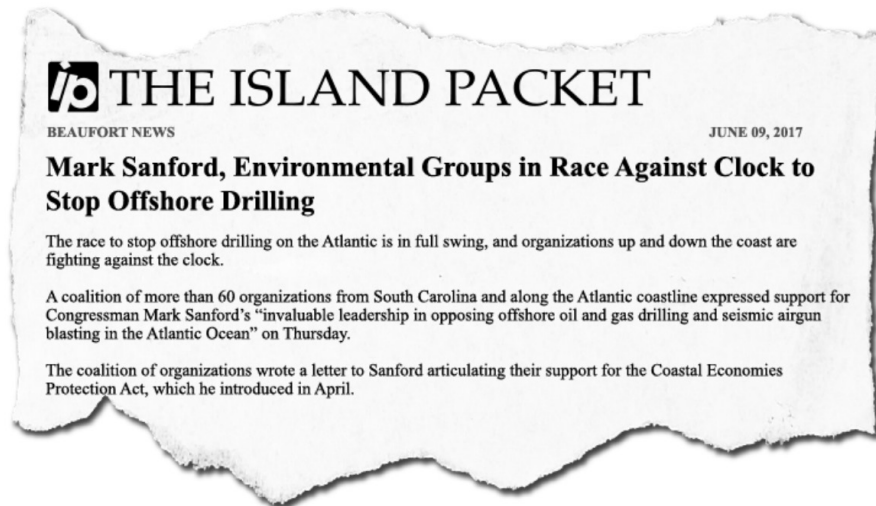 ip THE ISLAND PACKET
BEAUFORT NEWS JUNE 09, 2017
Mark Sanford, Environmental Groups in Race Against Clock to
Stop Offshore Drilling
The race to stop offshore drilling on the Atlantic is in full swing, and organizations up and down the coast are
fighting against the clock.
A coalition of more than 60 organizations from South Carolina and along the Atlantic coastline expressed support for
Congressman Mark Sanford’s “invaluable leadership in opposing offshore oil and gas drilling and seismic airgun
blasting in the Atlantic Ocean” on Thursday.
The coalition of organizations wrote a letter to Sanford articulating their support for the Coastal Economies
Protection Act, which he introduced in April.